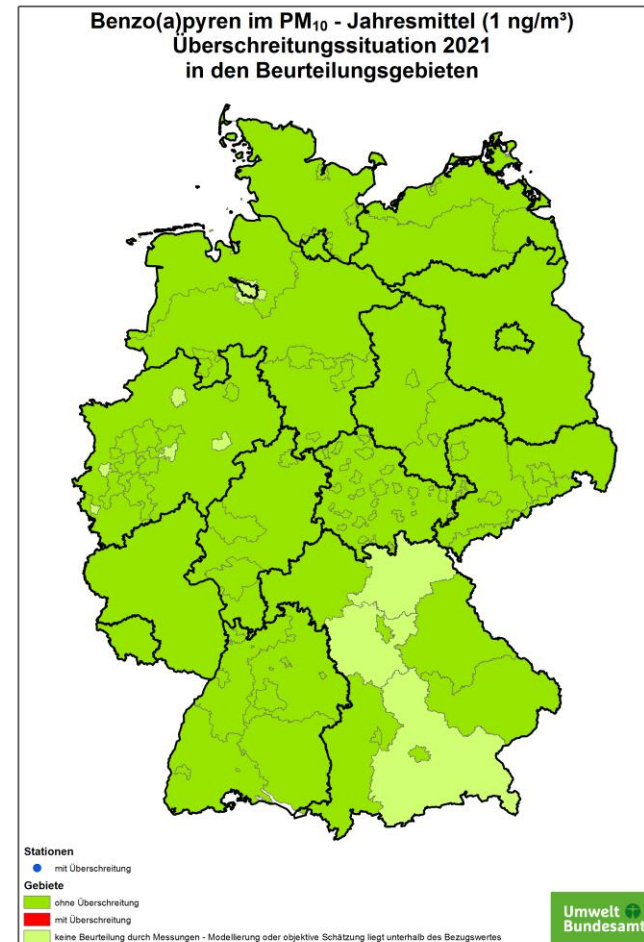 Benzo(a)pyren im PM₁₀ - Jahresmittel (1 ng/m³)
Überschreitungssituation 2021
in den Beurteilungsgebieten
Stationen
mit Überschreitung
Gebiete
ohne Überschreitung
mit Überschreitung
keine Beurteilung durch Messungen - Modellierung oder objektive Schätzung liegt unterhalb des Bezugswertes
Umwelt
Bundesamt